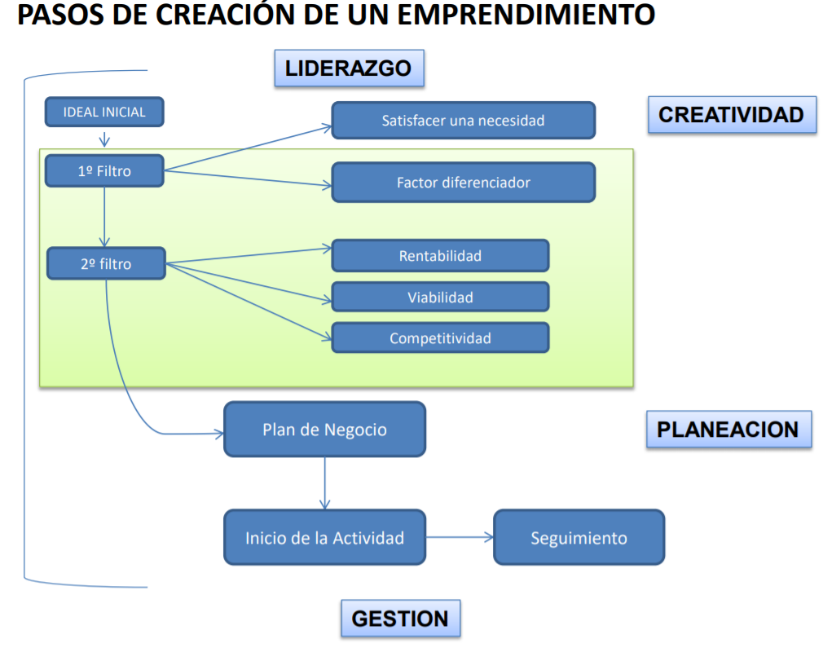 PASOS DE CREACIÓN DE UN EMPRENDIMIENTO
LIDERAZGO
IDEAL INICIAL
Satisfacer una necesidad
CREATIVIDAD
1º Filtro
Factor diferenciador
2º filtro
Rentabilidad
Viabilidad
Competitividad
Plan de Negocio
PLANEACION
Inicio de la Actividad
Seguimiento
GESTION